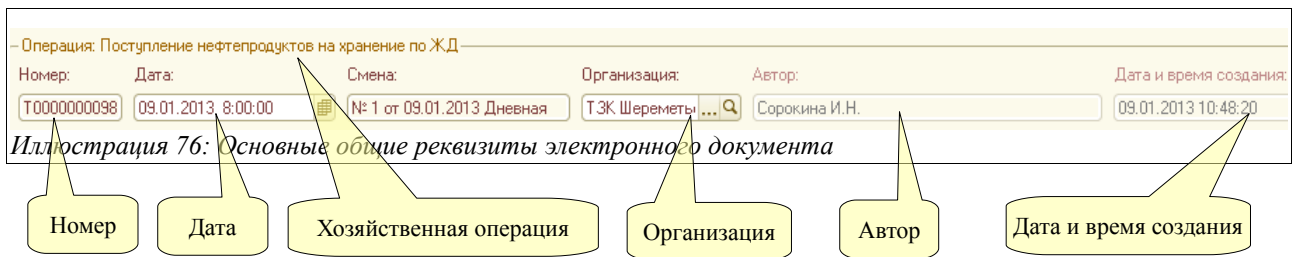 Операция: Поступление нефтепродуктов на хранение по ЖД
Номер: Дата: Смена: Организация: Автор: Дата и время создания:
Т0000000098 09.01.2013 8:00:00 № 1 от 09.01.2013 Дневная ТЗК Шереметы ... Сорокина И.Н. 09.01.2013 10:48:20
Иллюстрация 76: Основные общие реквизиты электронного документа
Номер Дата Хозяйственная операция Организация Автор Дата и время создания